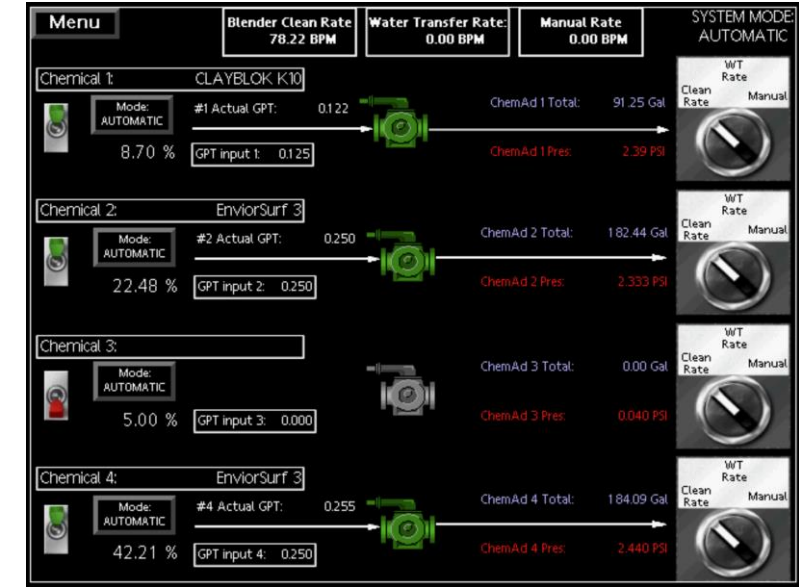 Menu
Blender Clean Rate
78.22 BPM
Water Transfer Rate:
0.00 BPM
Manual Rate
0.00 BPM
SYSTEM MODE:
AUTOMATIC
Chemical 1: CLAYBLOK K10
Mode:
AUTOMATIC
8.70 %
#1 Actual GPT: 0.122
GPT input 1: 0.125
ChemAd 1 Total: 91.25 Gal
ChemAd 1 Pres: 2.39 PSI
WT
Rate
Clean
Rate
Manual
Chemical 2: EnviorSurf 3
Mode:
AUTOMATIC
22.48 %
#2 Actual GPT: 0.250
GPT input 2: 0.250
ChemAd 2 Total: 182.44 Gal
ChemAd 2 Pres: 2.333 PSI
WT
Rate
Clean
Rate
Manual
Chemical 3:
Mode:
AUTOMATIC
5.00 %
GPT input 3: 0.000
ChemAd 3 Total: 0.00 Gal
ChemAd 3 Pres: 0.040 PSI
WT
Rate
Clean
Rate
Manual
Chemical 4: EnviorSurf 3
Mode:
AUTOMATIC
42.21 %
#4 Actual GPT: 0.255
GPT input 4: 0.250
ChemAd 4 Total: 184.09 Gal
ChemAd 4 Pres: 2.440 PSI
WT
Rate
Clean
Rate
Manual